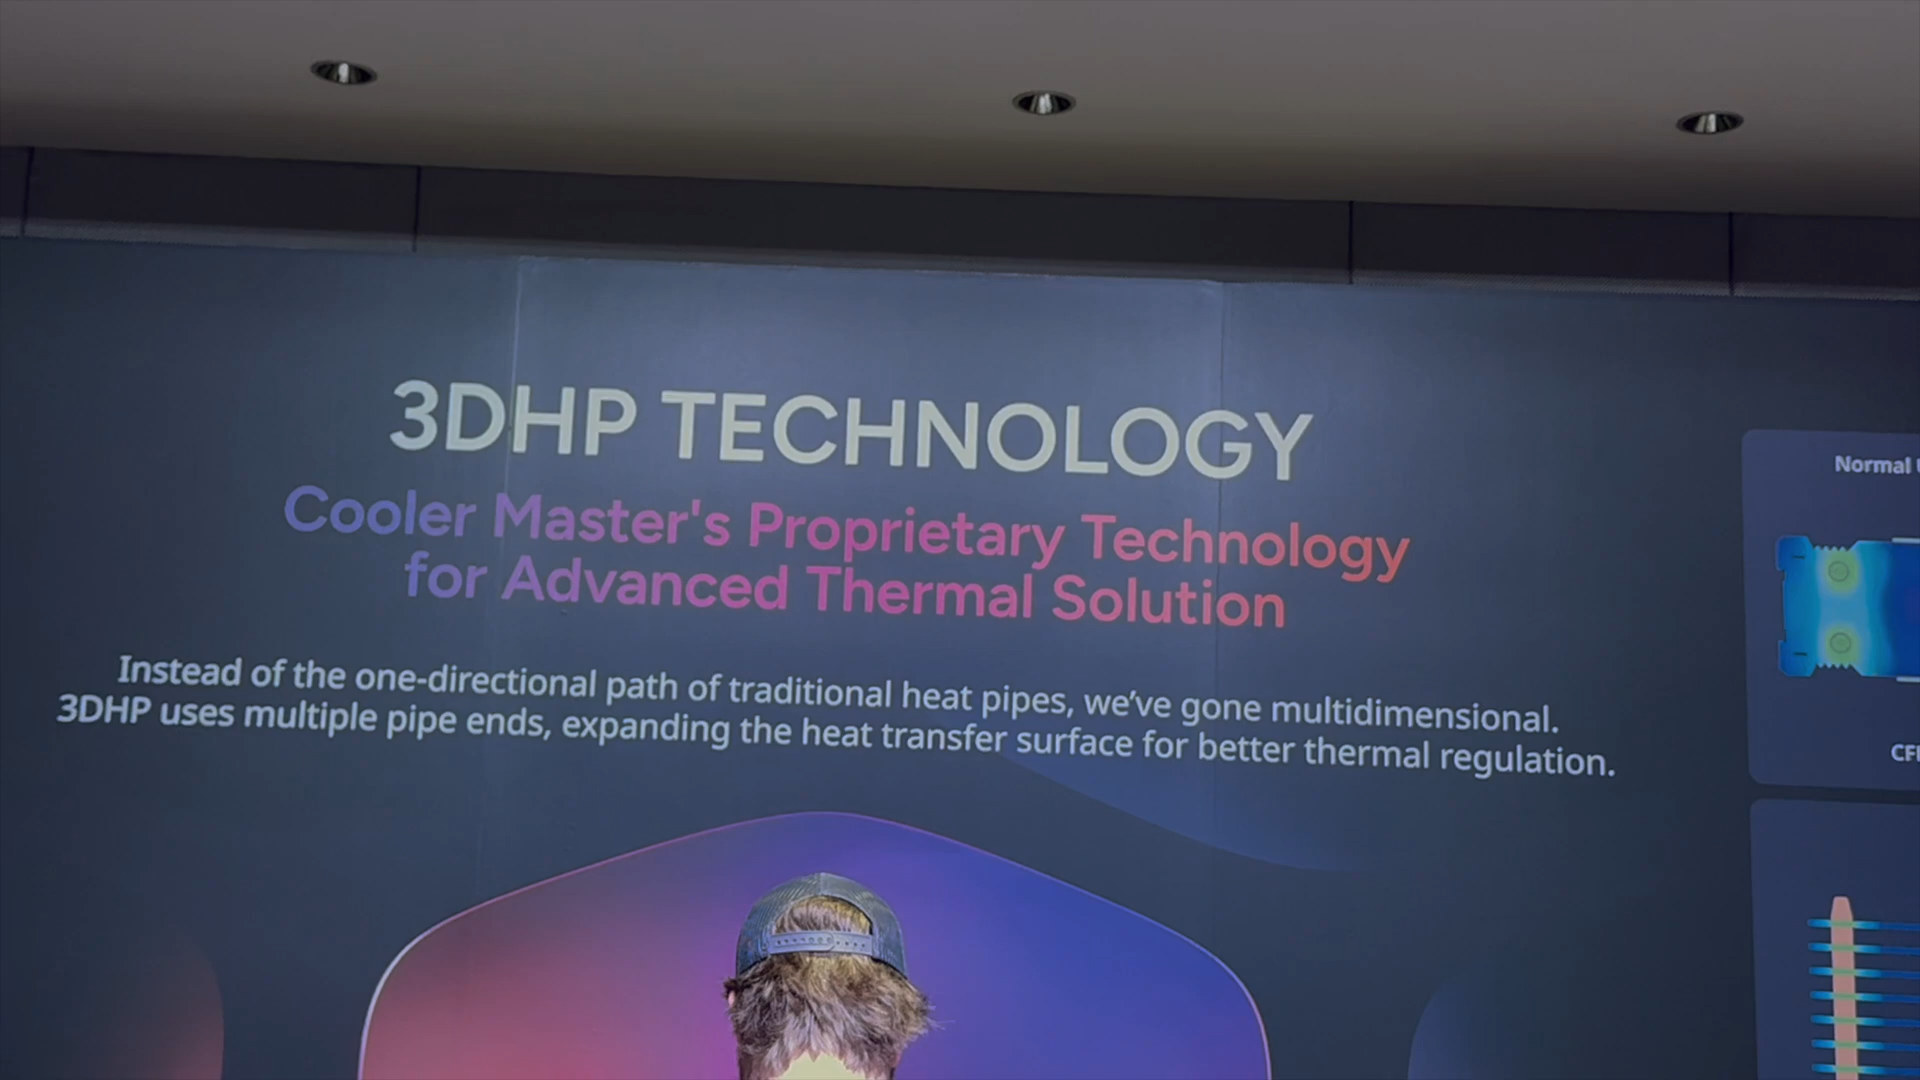 3DHP TECHNOLOGY
Cooler Master's Proprietary Technology
for Advanced Thermal Solution
Instead of the one-directional path of traditional heat pipes, we’ve gone multidimensional.
3DHP uses multiple pipe ends, expanding the heat transfer surface for better thermal regulation.
Normal